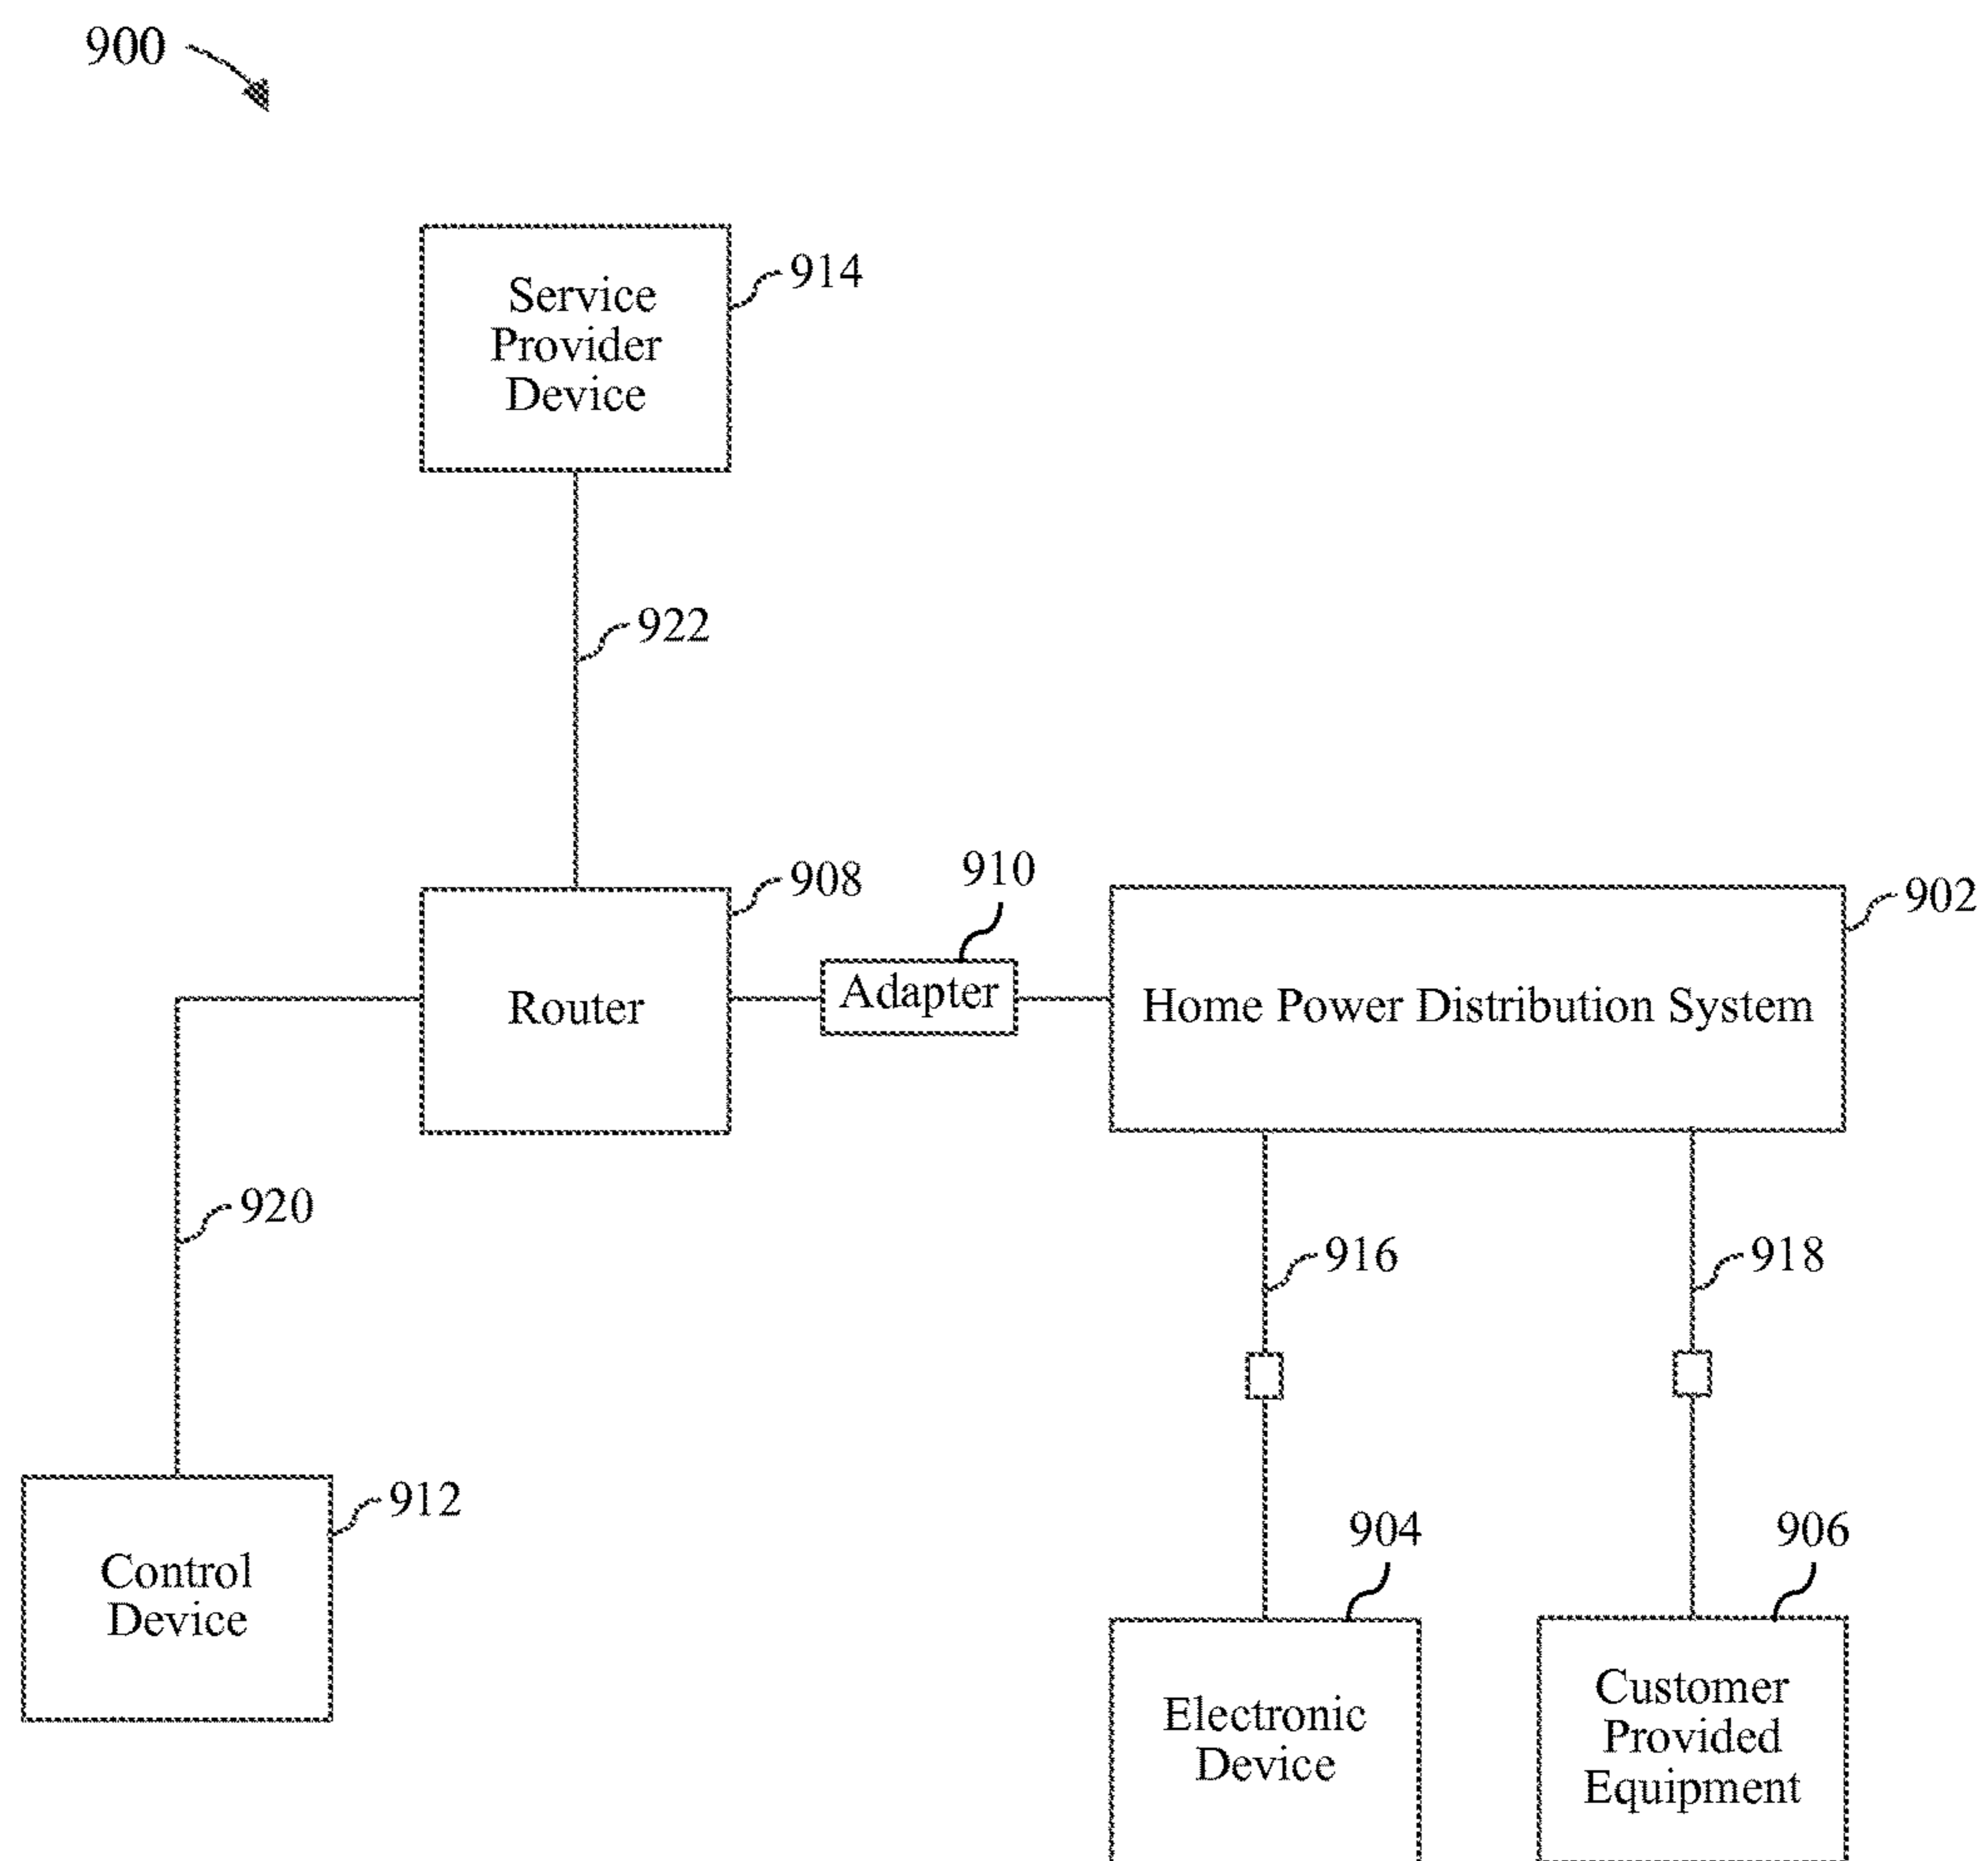 900
Service
Provider
Device
914
922
908
910
902
Router
Adapter
Home Power Distribution System
920
916
918
912
904
906
Control
Device
Electronic
Device
Customer
Provided
Equipment